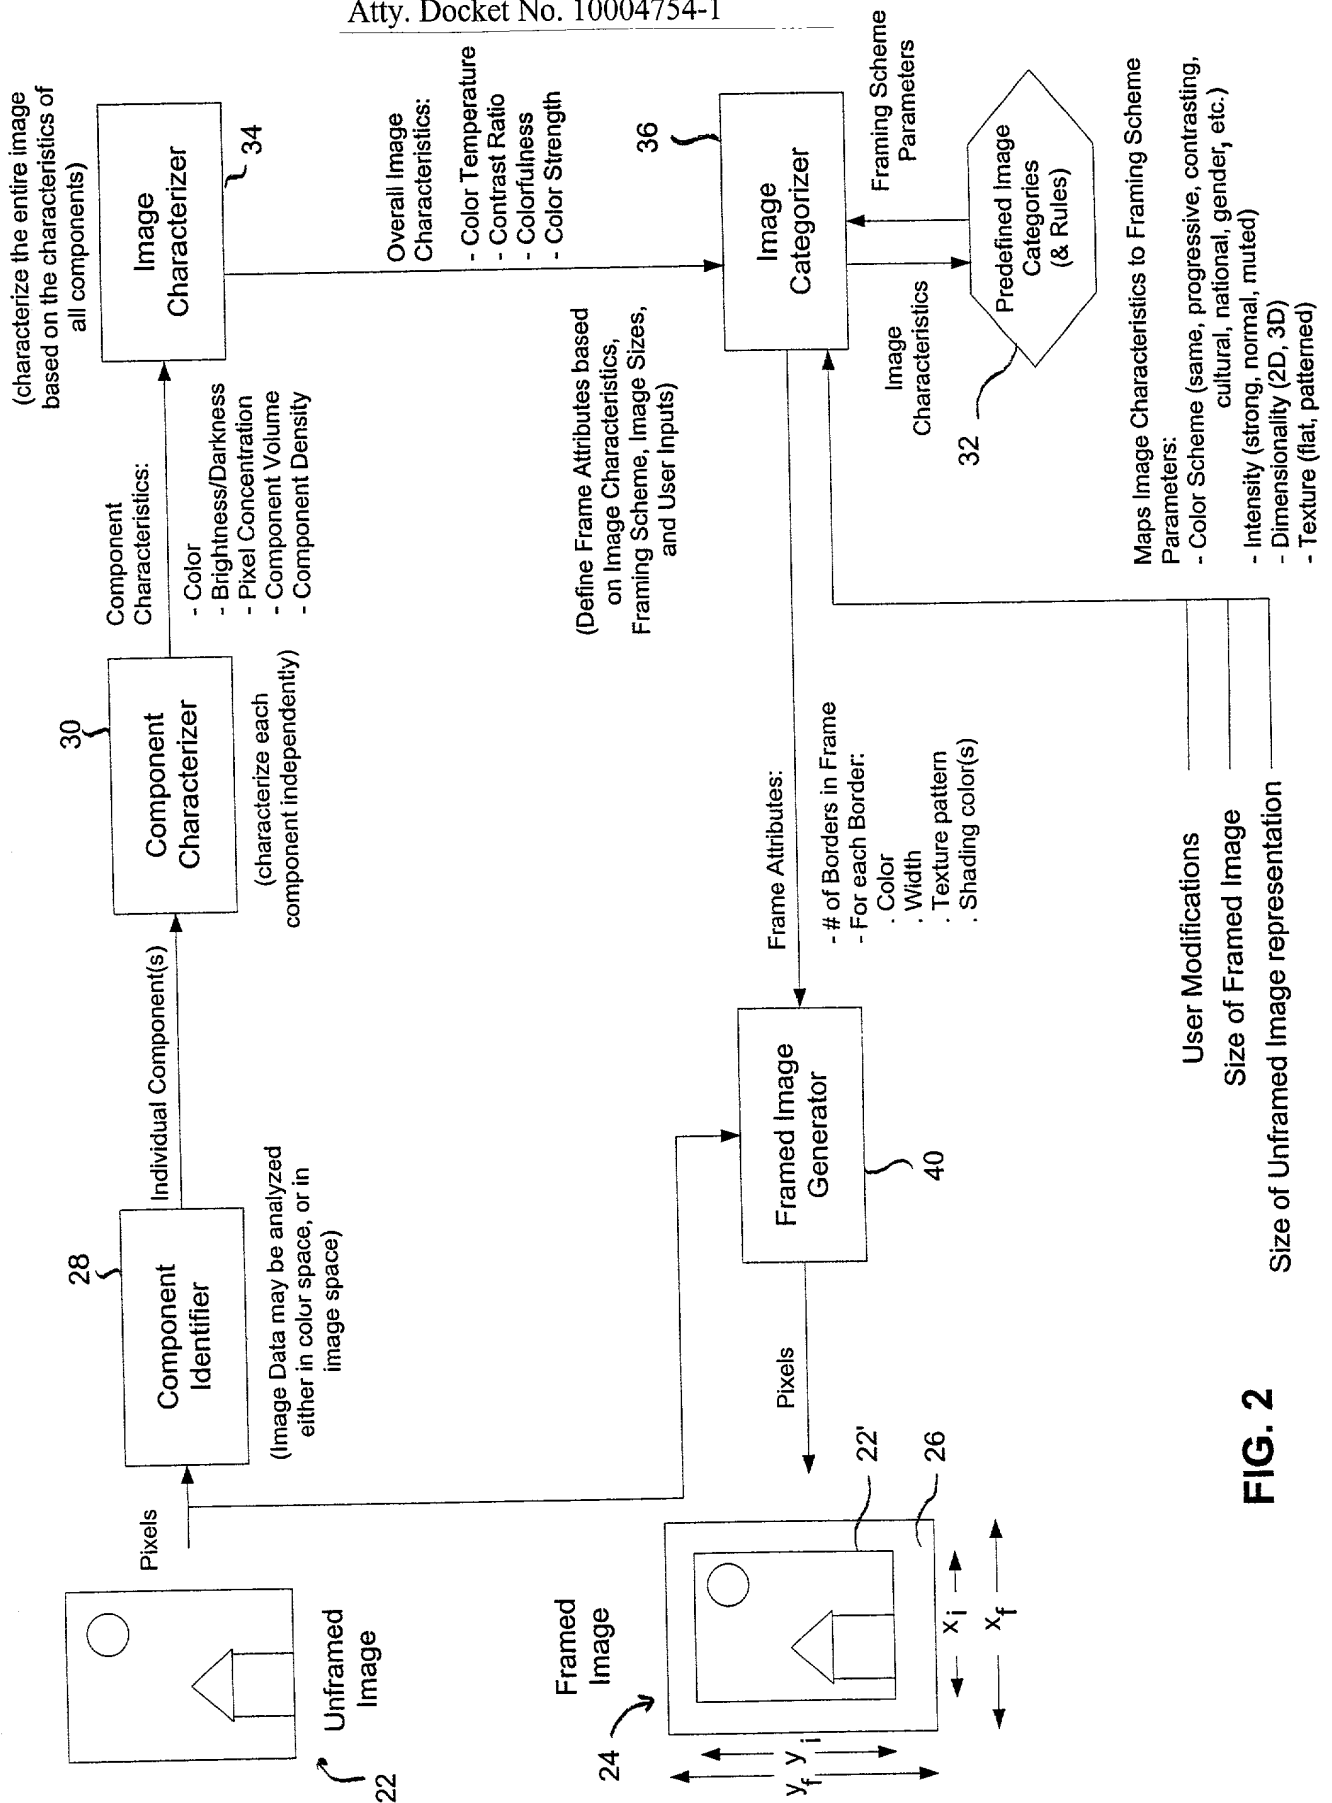 Atty. Docket No. 10004754-1
Pixels
Component
Identifier
28
(Image Data may be analyzed
either in color space, or in
image space)
Individual Component(s)
Component
Characterizer
30
(characterize each
component independently)
Component
Characteristics:
- Color
- Brightness/Darkness
- Pixel Concentration
- Component Volume
- Component Density
(characterize the entire image
based on the characteristics of
all components)
Image
Characterizer
34
Overall Image
Characteristics:
- Color Temperature
- Contrast Ratio
- Colorfulness
- Color Strength
Unframed
Image
22
Framed
Image
24
yf
yi
xi
xf
22'
26
Pixels
Framed Image
Generator
40
Frame Attributes:
- # of Borders in Frame
- For each Border:
. Color
. Width
. Texture pattern
. Shading color(s)
(Define Frame Attributes based
on Image Characteristics,
Framing Scheme, Image Sizes,
and User Inputs)
36
Image
Categorizer
Image
Characteristics
Framing Scheme
Parameters
32
Predefined Image
Categories
(& Rules)
Maps Image Characteristics to Framing Scheme
Parameters:
- Color Scheme (same, progressive, contrasting,
cultural, national, gender, etc.)
- Intensity (strong, normal, muted)
- Dimensionality (2D, 3D)
- Texture (flat, patterned)
User Modifications
Size of Framed Image
Size of Unframed Image representation
FIG. 2